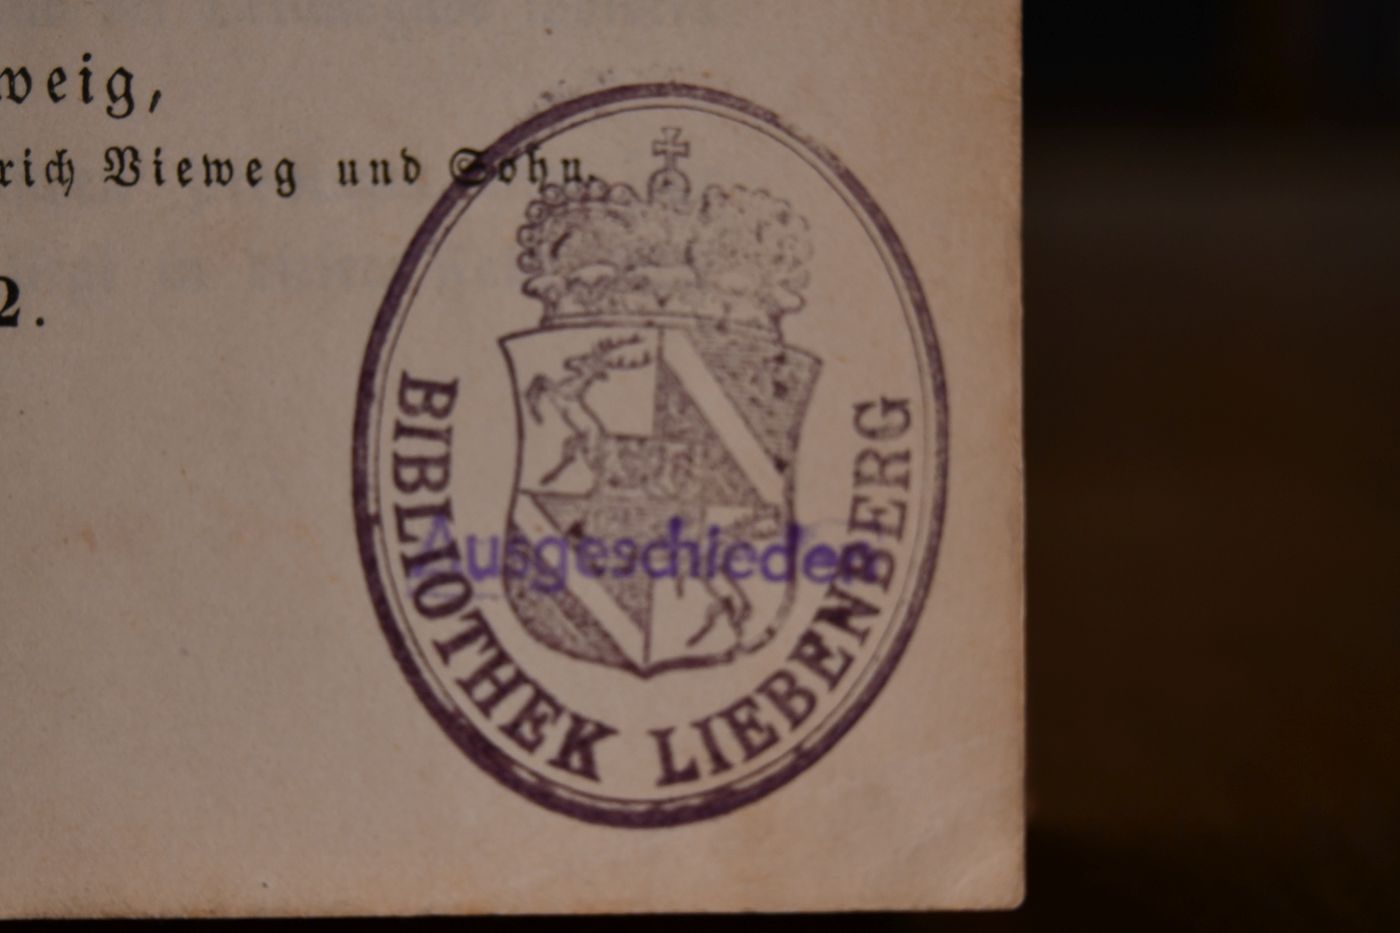 weig,
rich Vieweg und Sohn.
2.
BIBLIOTHEK LIEBENBERG
Ausgeschieden